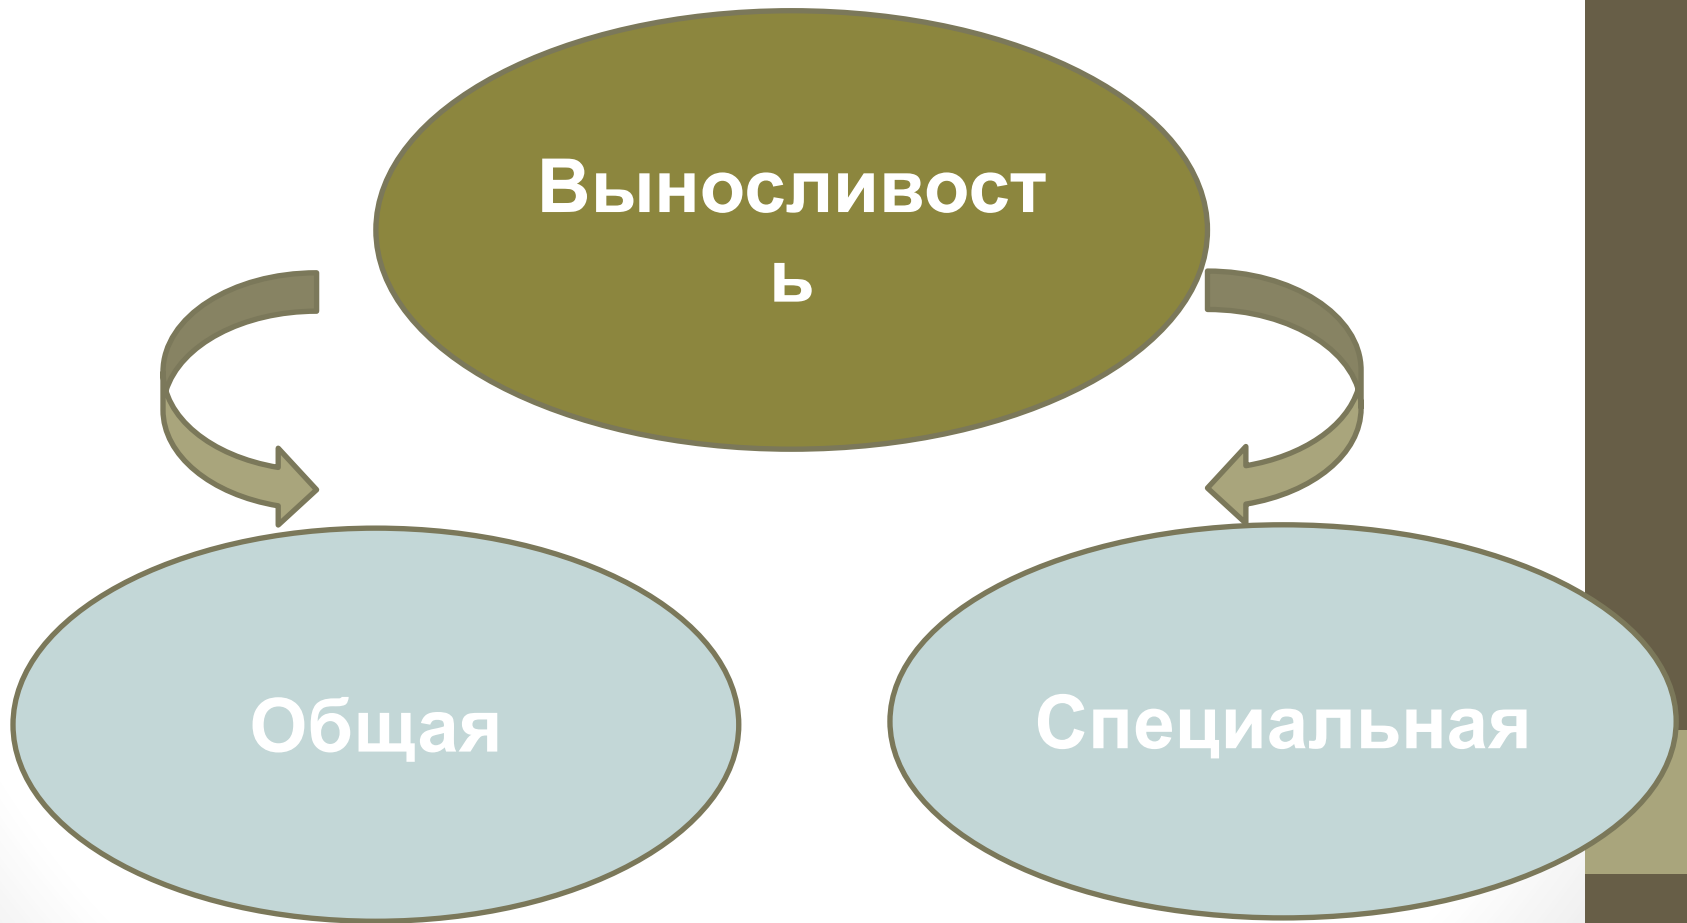 Выносливост
ь
Общая
Специальная